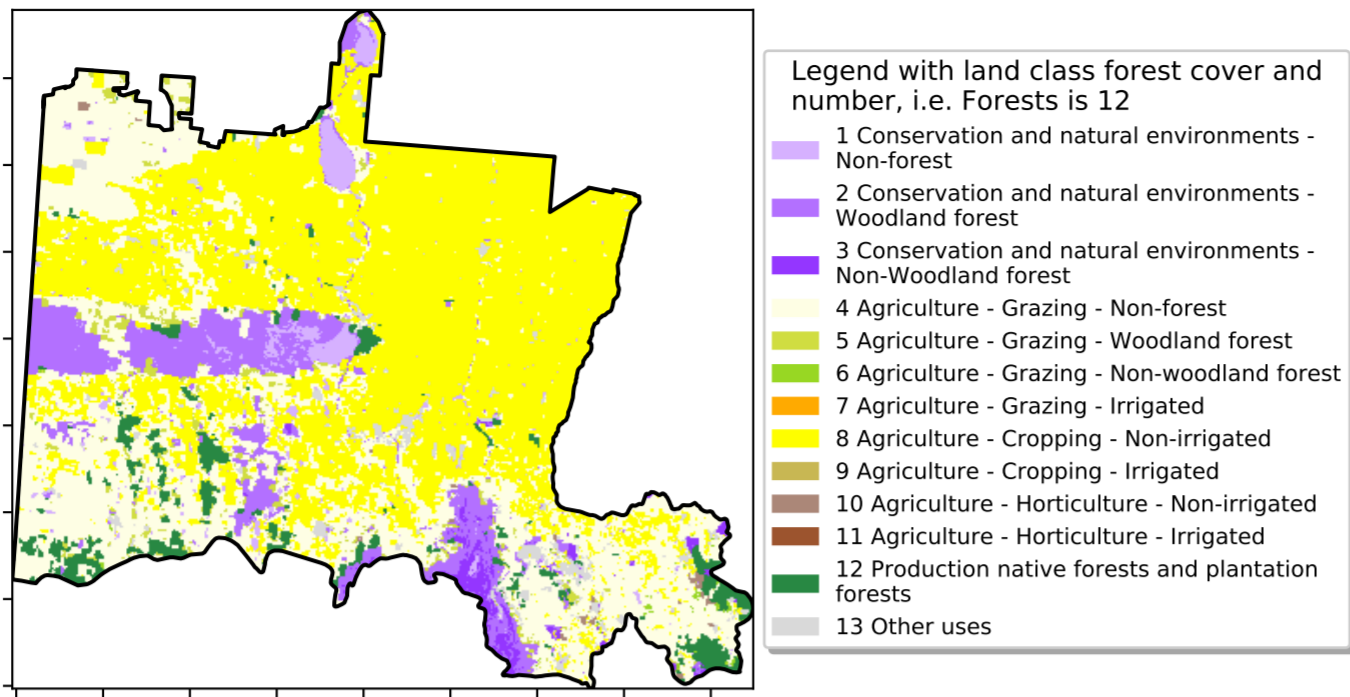 Legend with land class forest cover and
number, i.e. Forests is 12
1 Conservation and natural environments -
Non-forest
2 Conservation and natural environments -
Woodland forest
3 Conservation and natural environments -
Non-Woodland forest
4 Agriculture - Grazing - Non-forest
5 Agriculture - Grazing - Woodland forest
6 Agriculture - Grazing - Non-woodland forest
7 Agriculture - Grazing - Irrigated
8 Agriculture - Cropping - Non-irrigated
9 Agriculture - Cropping - Irrigated
10 Agriculture - Horticulture - Non-irrigated
11 Agriculture - Horticulture - Irrigated
12 Production native forests and plantation
forests
13 Other uses